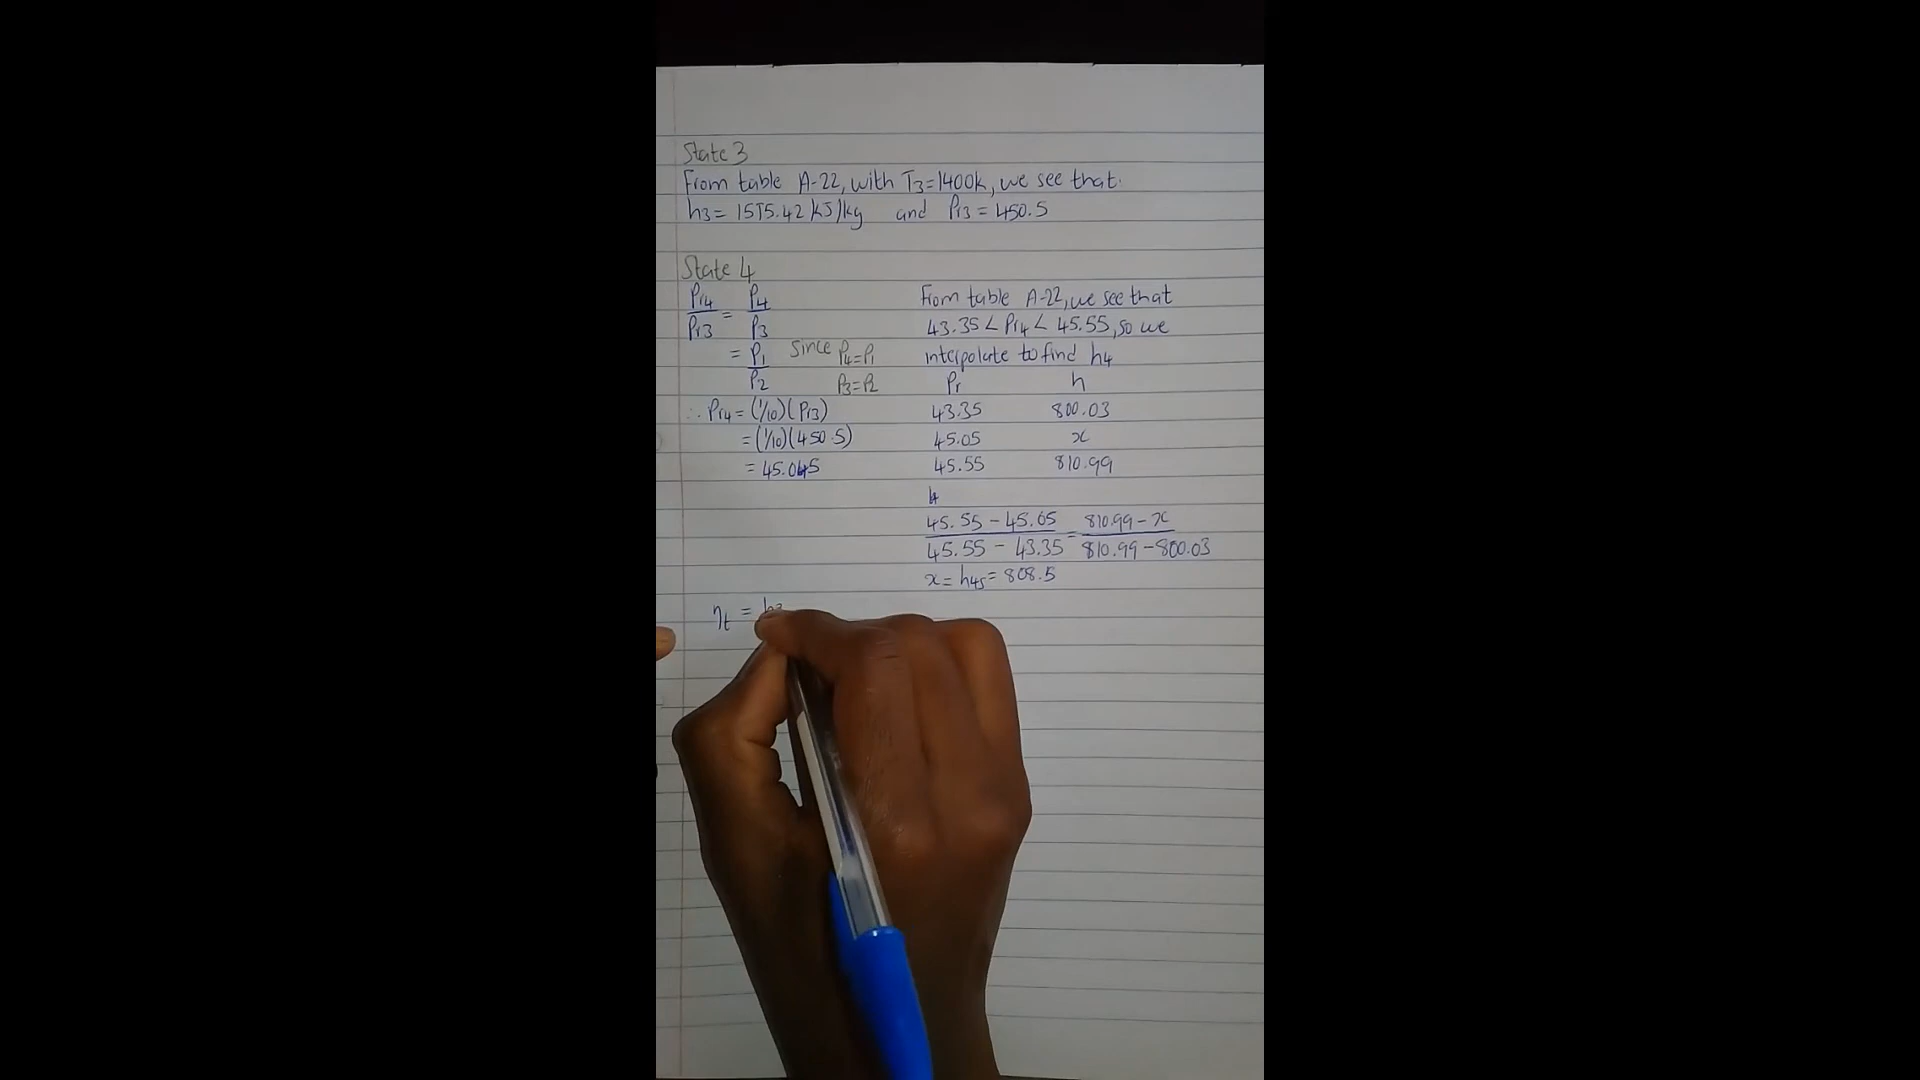 State 3
From table A-22, with T3=1400k, we see that.
h3= 1515.42 kJ/kg and Pr3 = 450.5
State 4
Pr4/Pr3 = P4/P3
= P1/P2 Since P4=P1
P3=P2
∴ Pr4 = (1/10)(Pr3)
= (1/10)(450.5)
= 45.045
From table A-22, we see that
43.35 < Pr4 < 45.55, so we
interpolate to find h4
Pr h
43.35 800.03
45.05 x
45.55 810.99
45.55 - 45.05 / 45.55 - 43.35 = 810.99 - x / 810.99 - 800.03
x = h4s = 808.5
ηt = h3